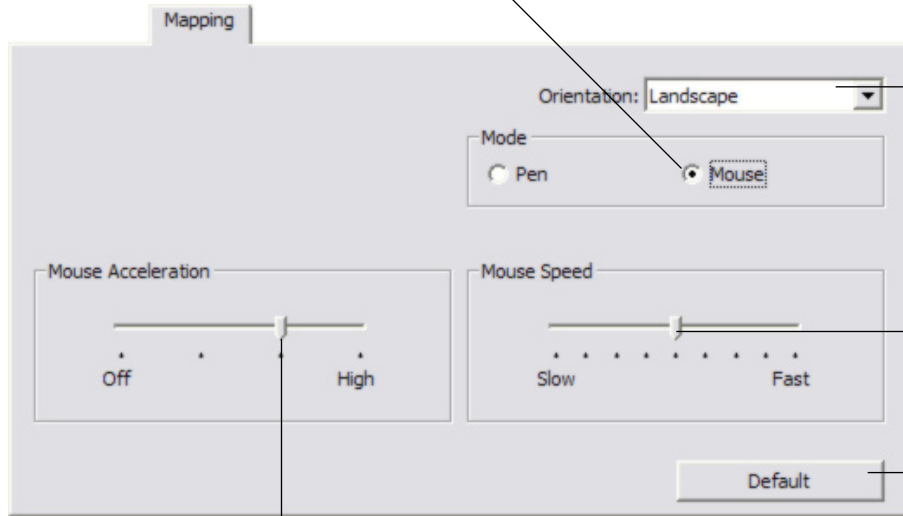 Mapping
Orientation: Landscape
Mode
Pen Mouse
Mouse Acceleration Mouse Speed
Off High Slow Fast
Default